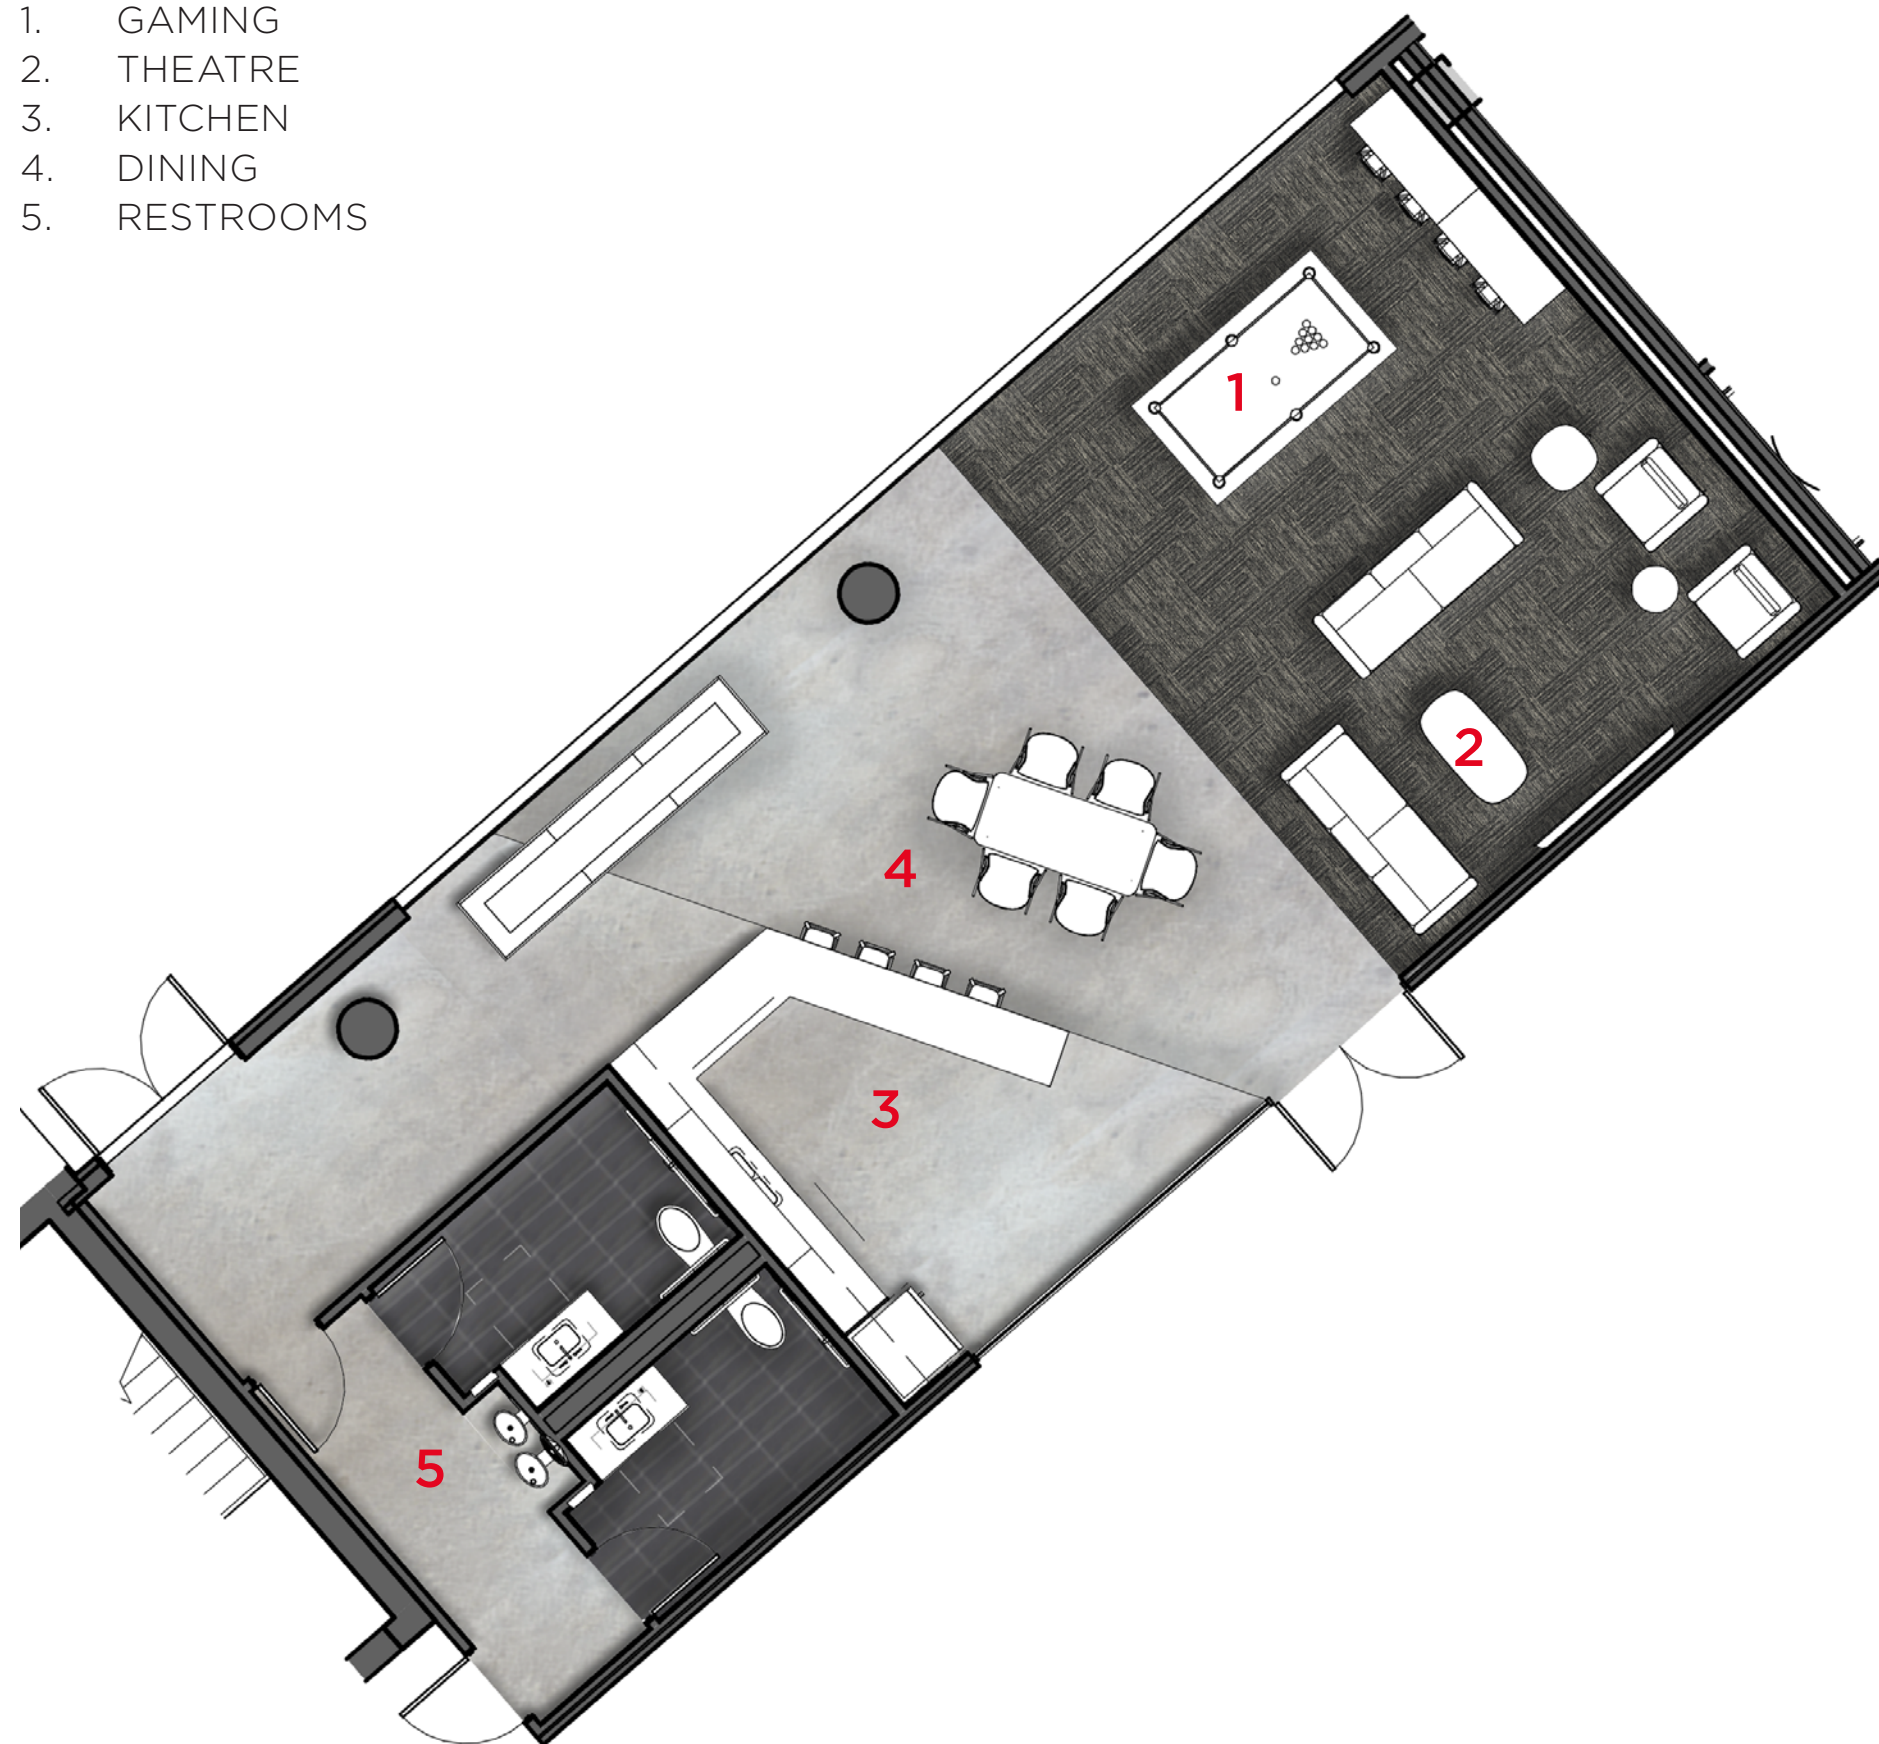 1. GAMING
2. THEATRE
3. KITCHEN
4. DINING
5. RESTROOMS
1
2
4
3
5